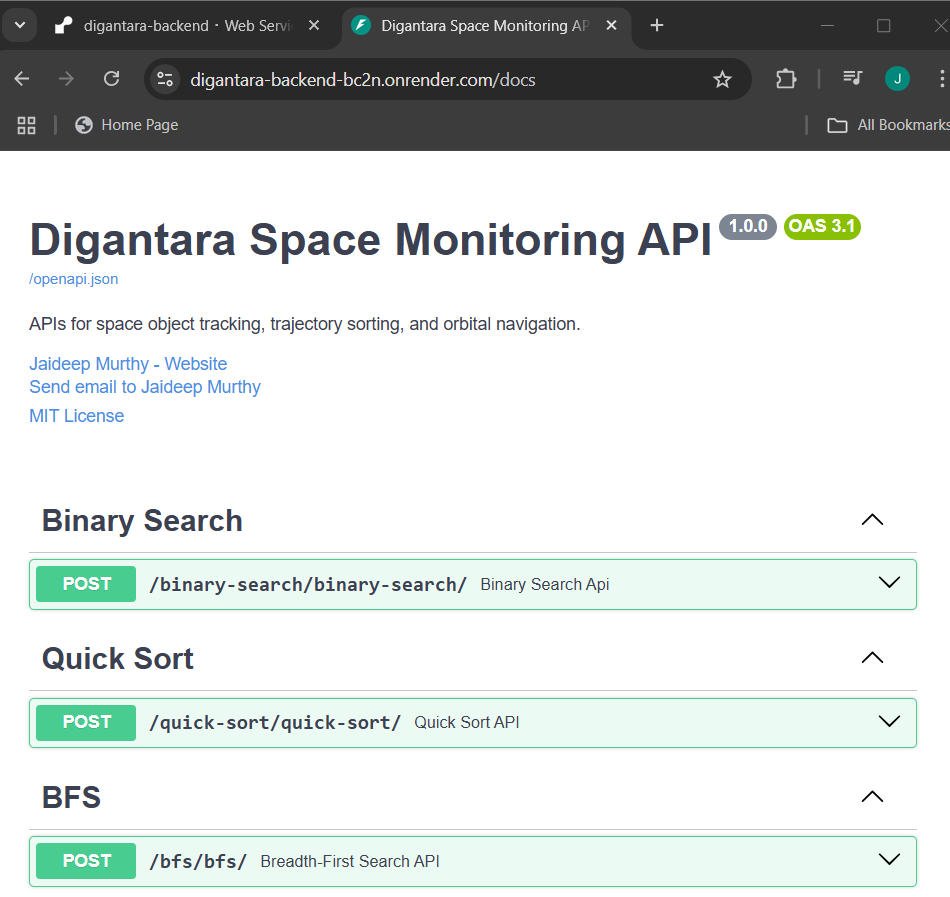 digantara-backend · Web Servi
Digantara Space Monitoring AP
digantara-backend-bc2n.onrender.com/docs
J
Home Page
All Bookmarks
Digantara Space Monitoring API 1.0.0 OAS 3.1
/openapi.json
APIs for space object tracking, trajectory sorting, and orbital navigation.
Jaideep Murthy - Website
Send email to Jaideep Murthy
MIT License
Binary Search
POST /binary-search/binary-search/ Binary Search Api
Quick Sort
POST /quick-sort/quick-sort/ Quick Sort API
BFS
POST /bfs/bfs/ Breadth-First Search API